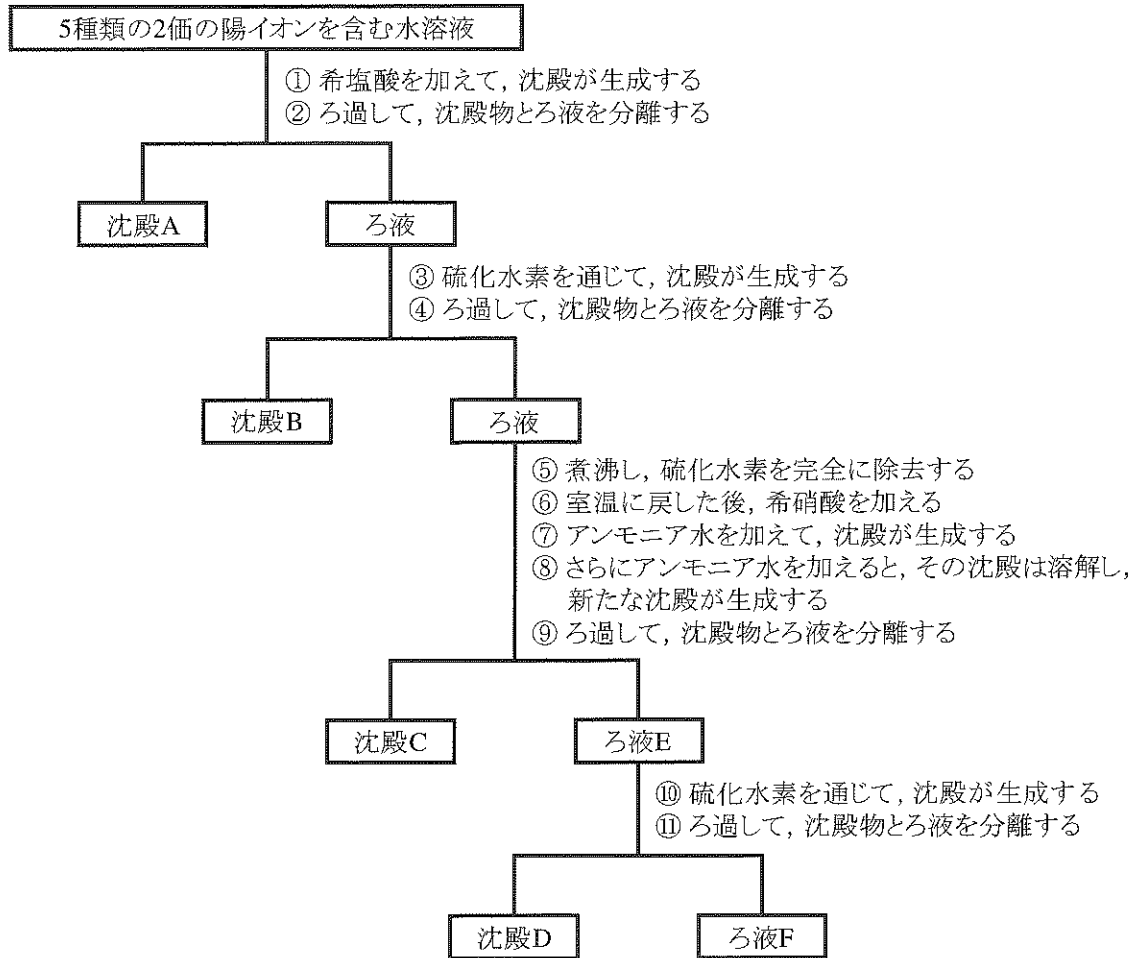 5種類の2価の陽イオンを含む水溶液
① 希塩酸を加えて, 沈殿が生成する
② ろ過して, 沈殿物とろ液を分離する
沈殿A
ろ液
③ 硫化水素を通じて, 沈殿が生成する
④ ろ過して, 沈殿物とろ液を分離する
沈殿B
ろ液
⑤ 煮沸し, 硫化水素を完全に除去する
⑥ 室温に戻した後, 希硝酸を加える
⑦ アンモニア水を加えて, 沈殿が生成する
⑧ さらにアンモニア水を加えると, その沈殿は溶解し,
新たな沈殿が生成する
⑨ ろ過して, 沈殿物とろ液を分離する
沈殿C
ろ液E
⑩ 硫化水素を通じて, 沈殿が生成する
⑪ ろ過して, 沈殿物とろ液を分離する
沈殿D
ろ液F